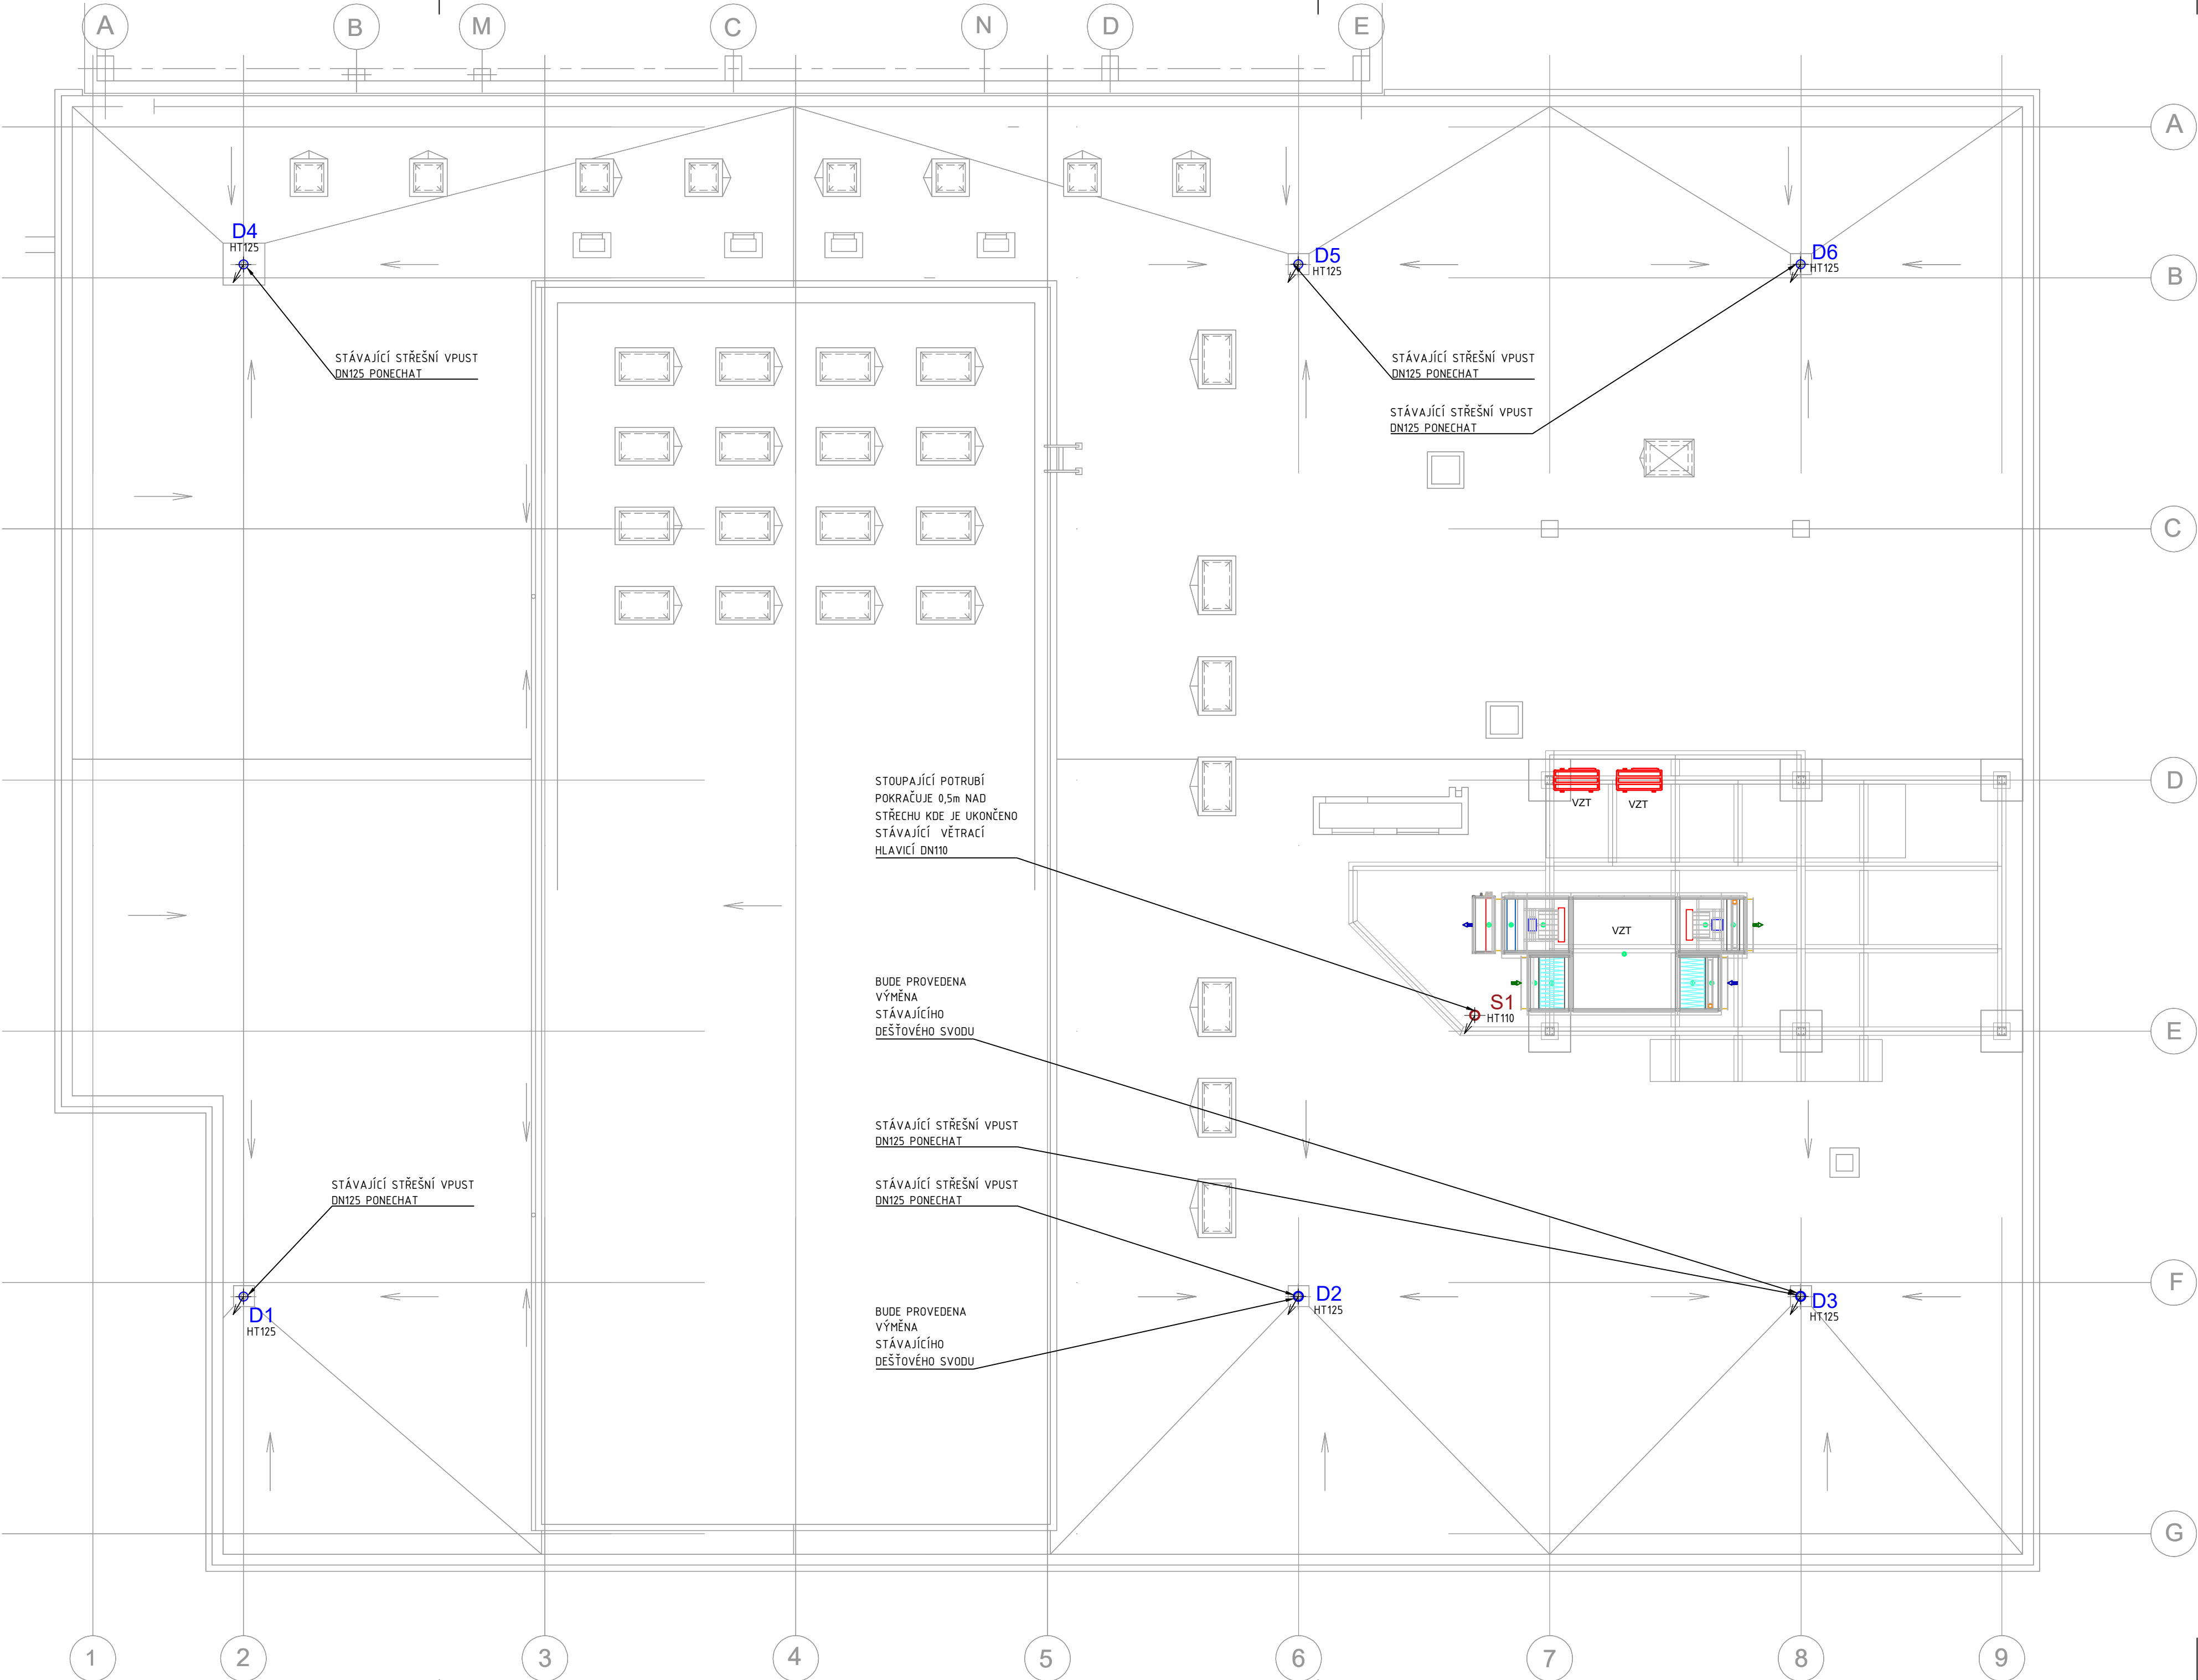 A
B
M
C
N
D
E
A
D4
HT125
D5
HT125
D6
HT125
B
STÁVAJÍCÍ STŘEŠNÍ VPUST
DN125 PONECHAT
STÁVAJÍCÍ STŘEŠNÍ VPUST
DN125 PONECHAT
STÁVAJÍCÍ STŘEŠNÍ VPUST
DN125 PONECHAT
C
STOUPAJÍCÍ POTRUBÍ
POKRAČUJE 0,5m NAD
STŘECHU KDE JE UKONČENO
STÁVAJÍCÍ VĚTRACÍ
HLAVICÍ DN110
D
VZT
VZT
VZT
BUDE PROVEDENA
VÝMĚNA
STÁVAJÍCÍHO
DEŠŤOVÉHO SVODU
S1
HT110
E
STÁVAJÍCÍ STŘEŠNÍ VPUST
DN125 PONECHAT
STÁVAJÍCÍ STŘEŠNÍ VPUST
DN125 PONECHAT
STÁVAJÍCÍ STŘEŠNÍ VPUST
DN125 PONECHAT
F
D1
HT125
D2
HT125
D3
HT125
BUDE PROVEDENA
VÝMĚNA
STÁVAJÍCÍHO
DEŠŤOVÉHO SVODU
G
1
2
3
4
5
6
7
8
9